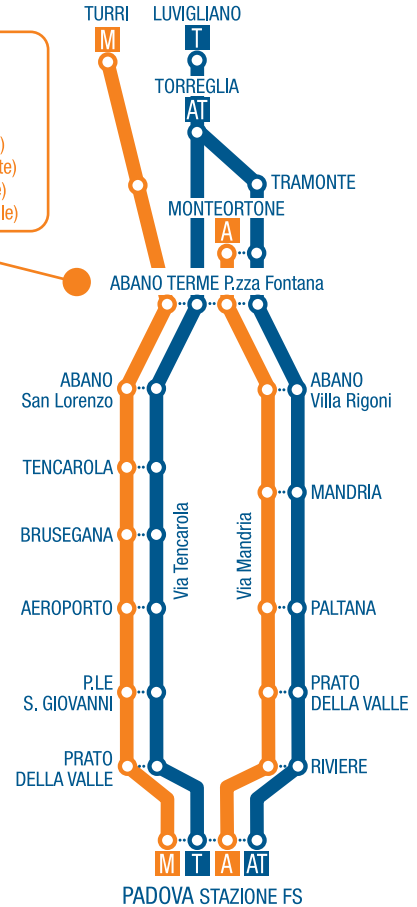 TURRI
LUVIGLIANO
M
T
TORREGLIA
AT
)
te)
e)
le)
TRAMONTE
MONTEORTONE
A
ABANO TERME P.zza Fontana
ABANO
San Lorenzo
ABANO
Villa Rigoni
TENCAROLA
MANDRIA
BRUSEGANA
Via Tencarola
Via Mandria
AEROPORTO
PALTANA
P.LE
S. GIOVANNI
PRATO
DELLA VALLE
PRATO
DELLA VALLE
RIVIERE
M T A AT
PADOVA STAZIONE FS